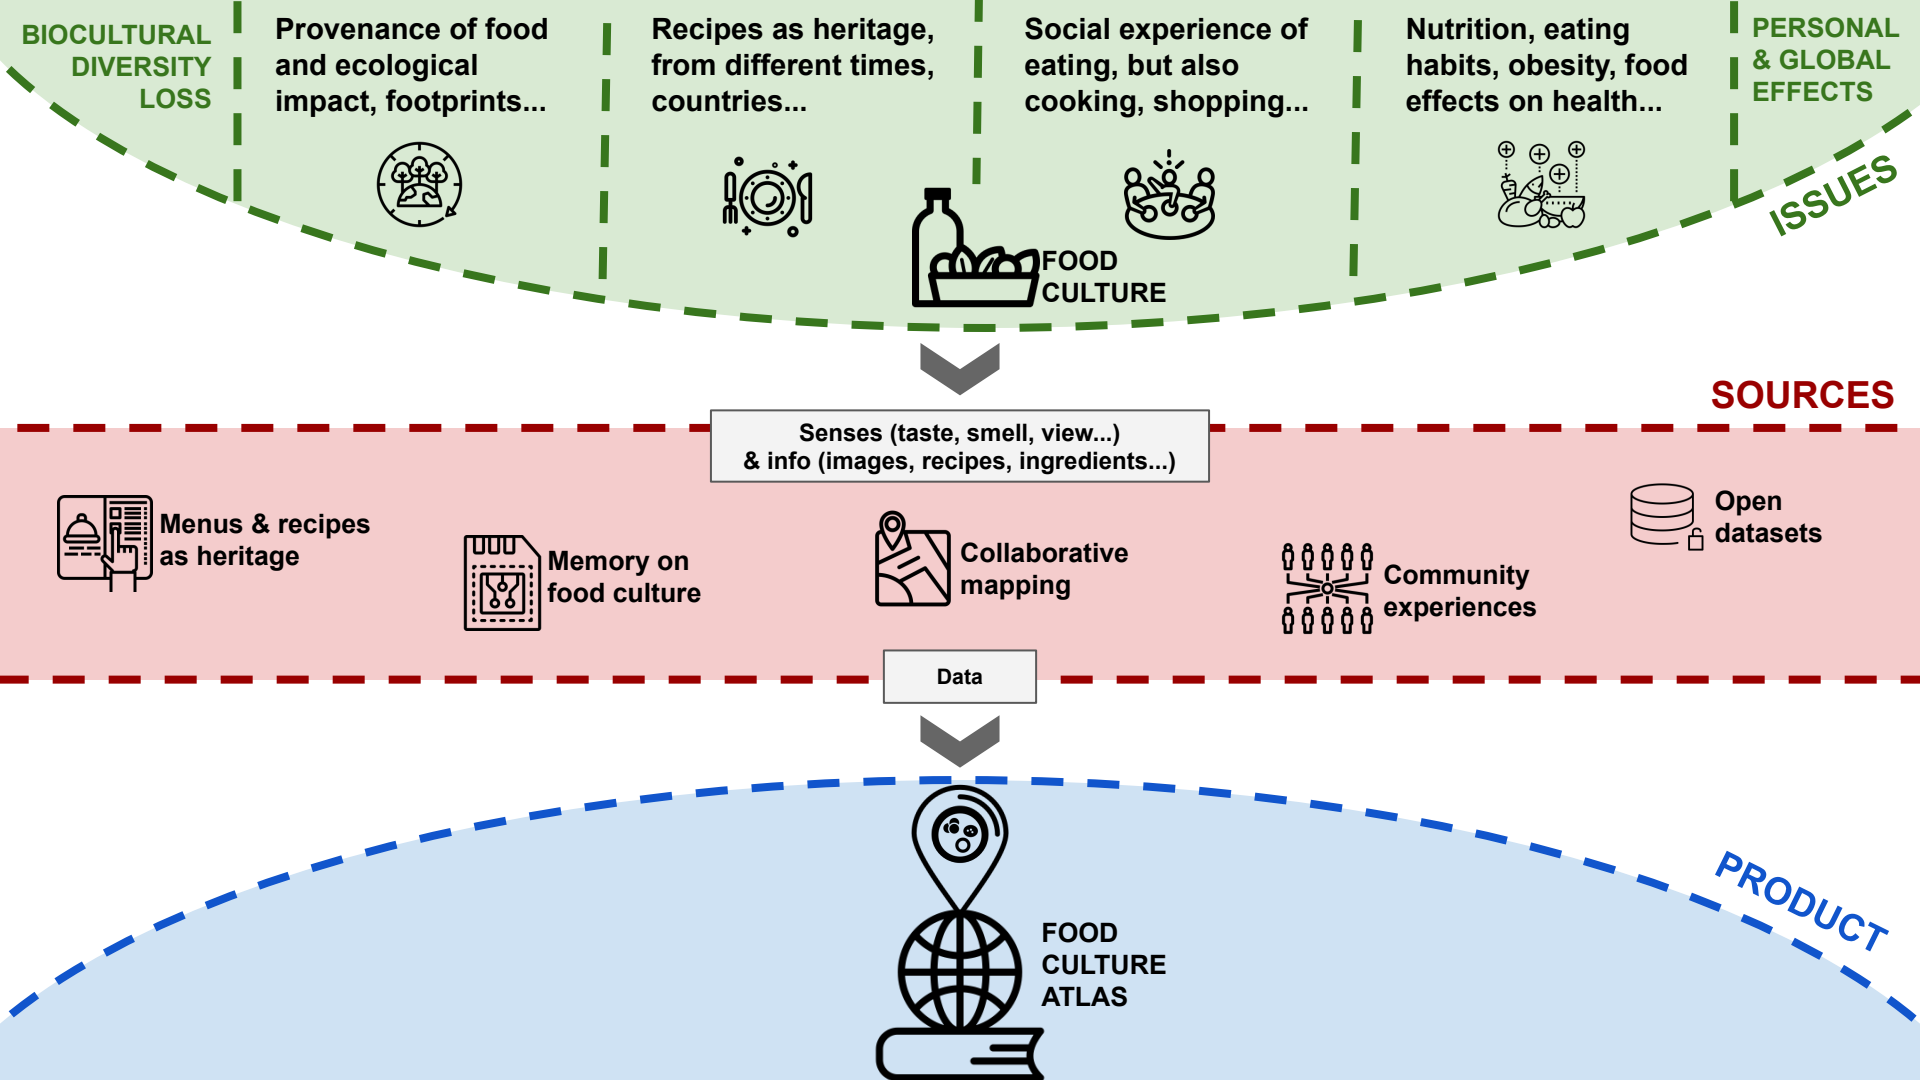 BIOCULTURAL
DIVERSITY
LOSS
Provenance of food
and ecological
impact, footprints...
Recipes as heritage,
from different times,
countries...
Social experience of
eating, but also
cooking, shopping...
Nutrition, eating
habits, obesity, food
effects on health...
PERSONAL
& GLOBAL
EFFECTS
ISSUES
FOOD
CULTURE
SOURCES
Senses (taste, smell, view...)
& info (images, recipes, ingredients...)
Menus & recipes
as heritage
Memory on
food culture
Collaborative
mapping
Community
experiences
Open
datasets
Data
PRODUCT
FOOD
CULTURE
ATLAS